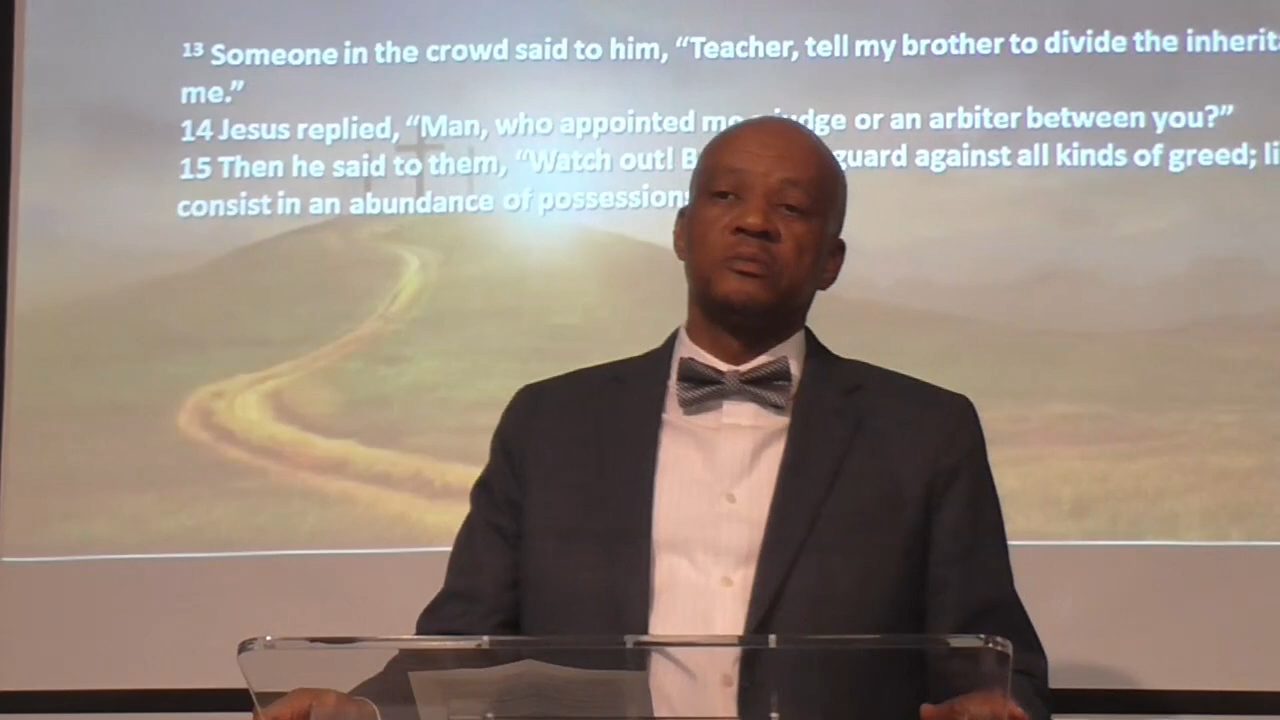 13 Someone in the crowd said to him, “Teacher, tell my brother to divide the
me.”
14 Jesus replied, “Man, who appointed or an arbiter between you?”
15 Then he said to them, “Watch out! guard against all kinds of greed;
consist in an abundance of possessions